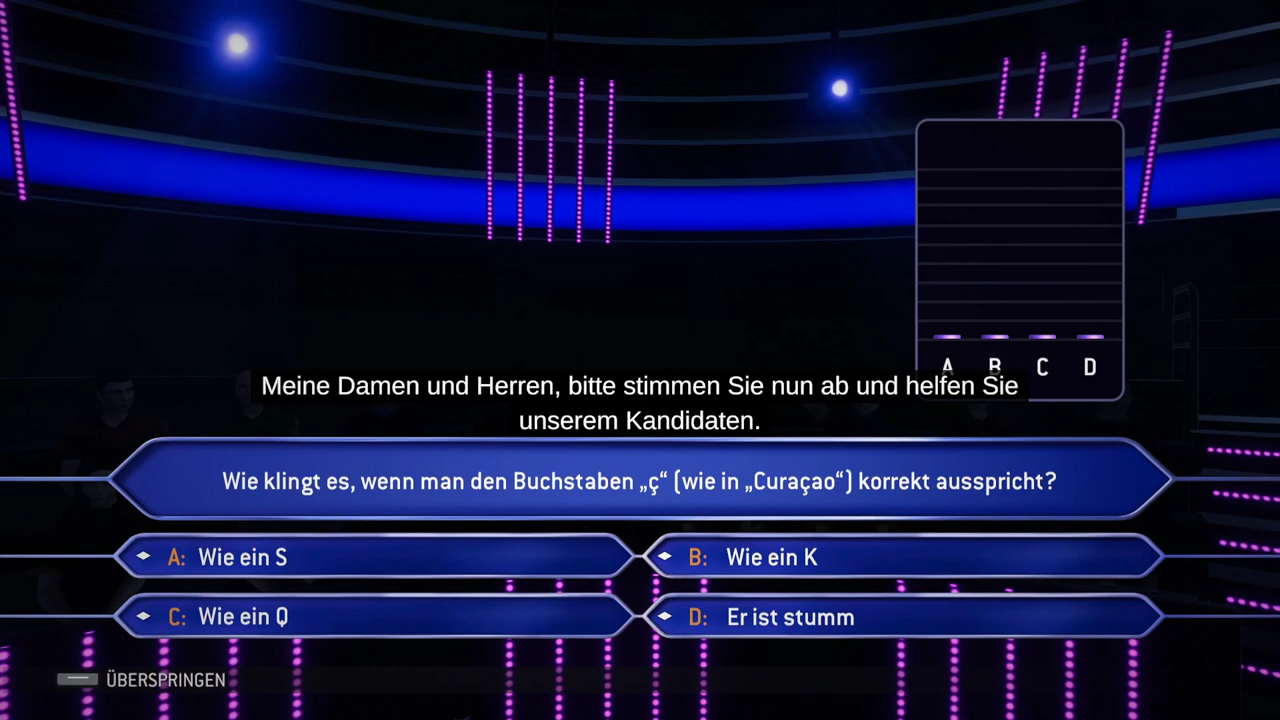 A B C D
Meine Damen und Herren, bitte stimmen Sie nun ab und helfen Sie
unserem Kandidaten.
Wie klingt es, wenn man den Buchstaben „ç“ (wie in „Curaçao“) korrekt ausspricht?
A: Wie ein S
B: Wie ein K
C: Wie ein Q
D: Er ist stumm
ÜBERSPRINGEN